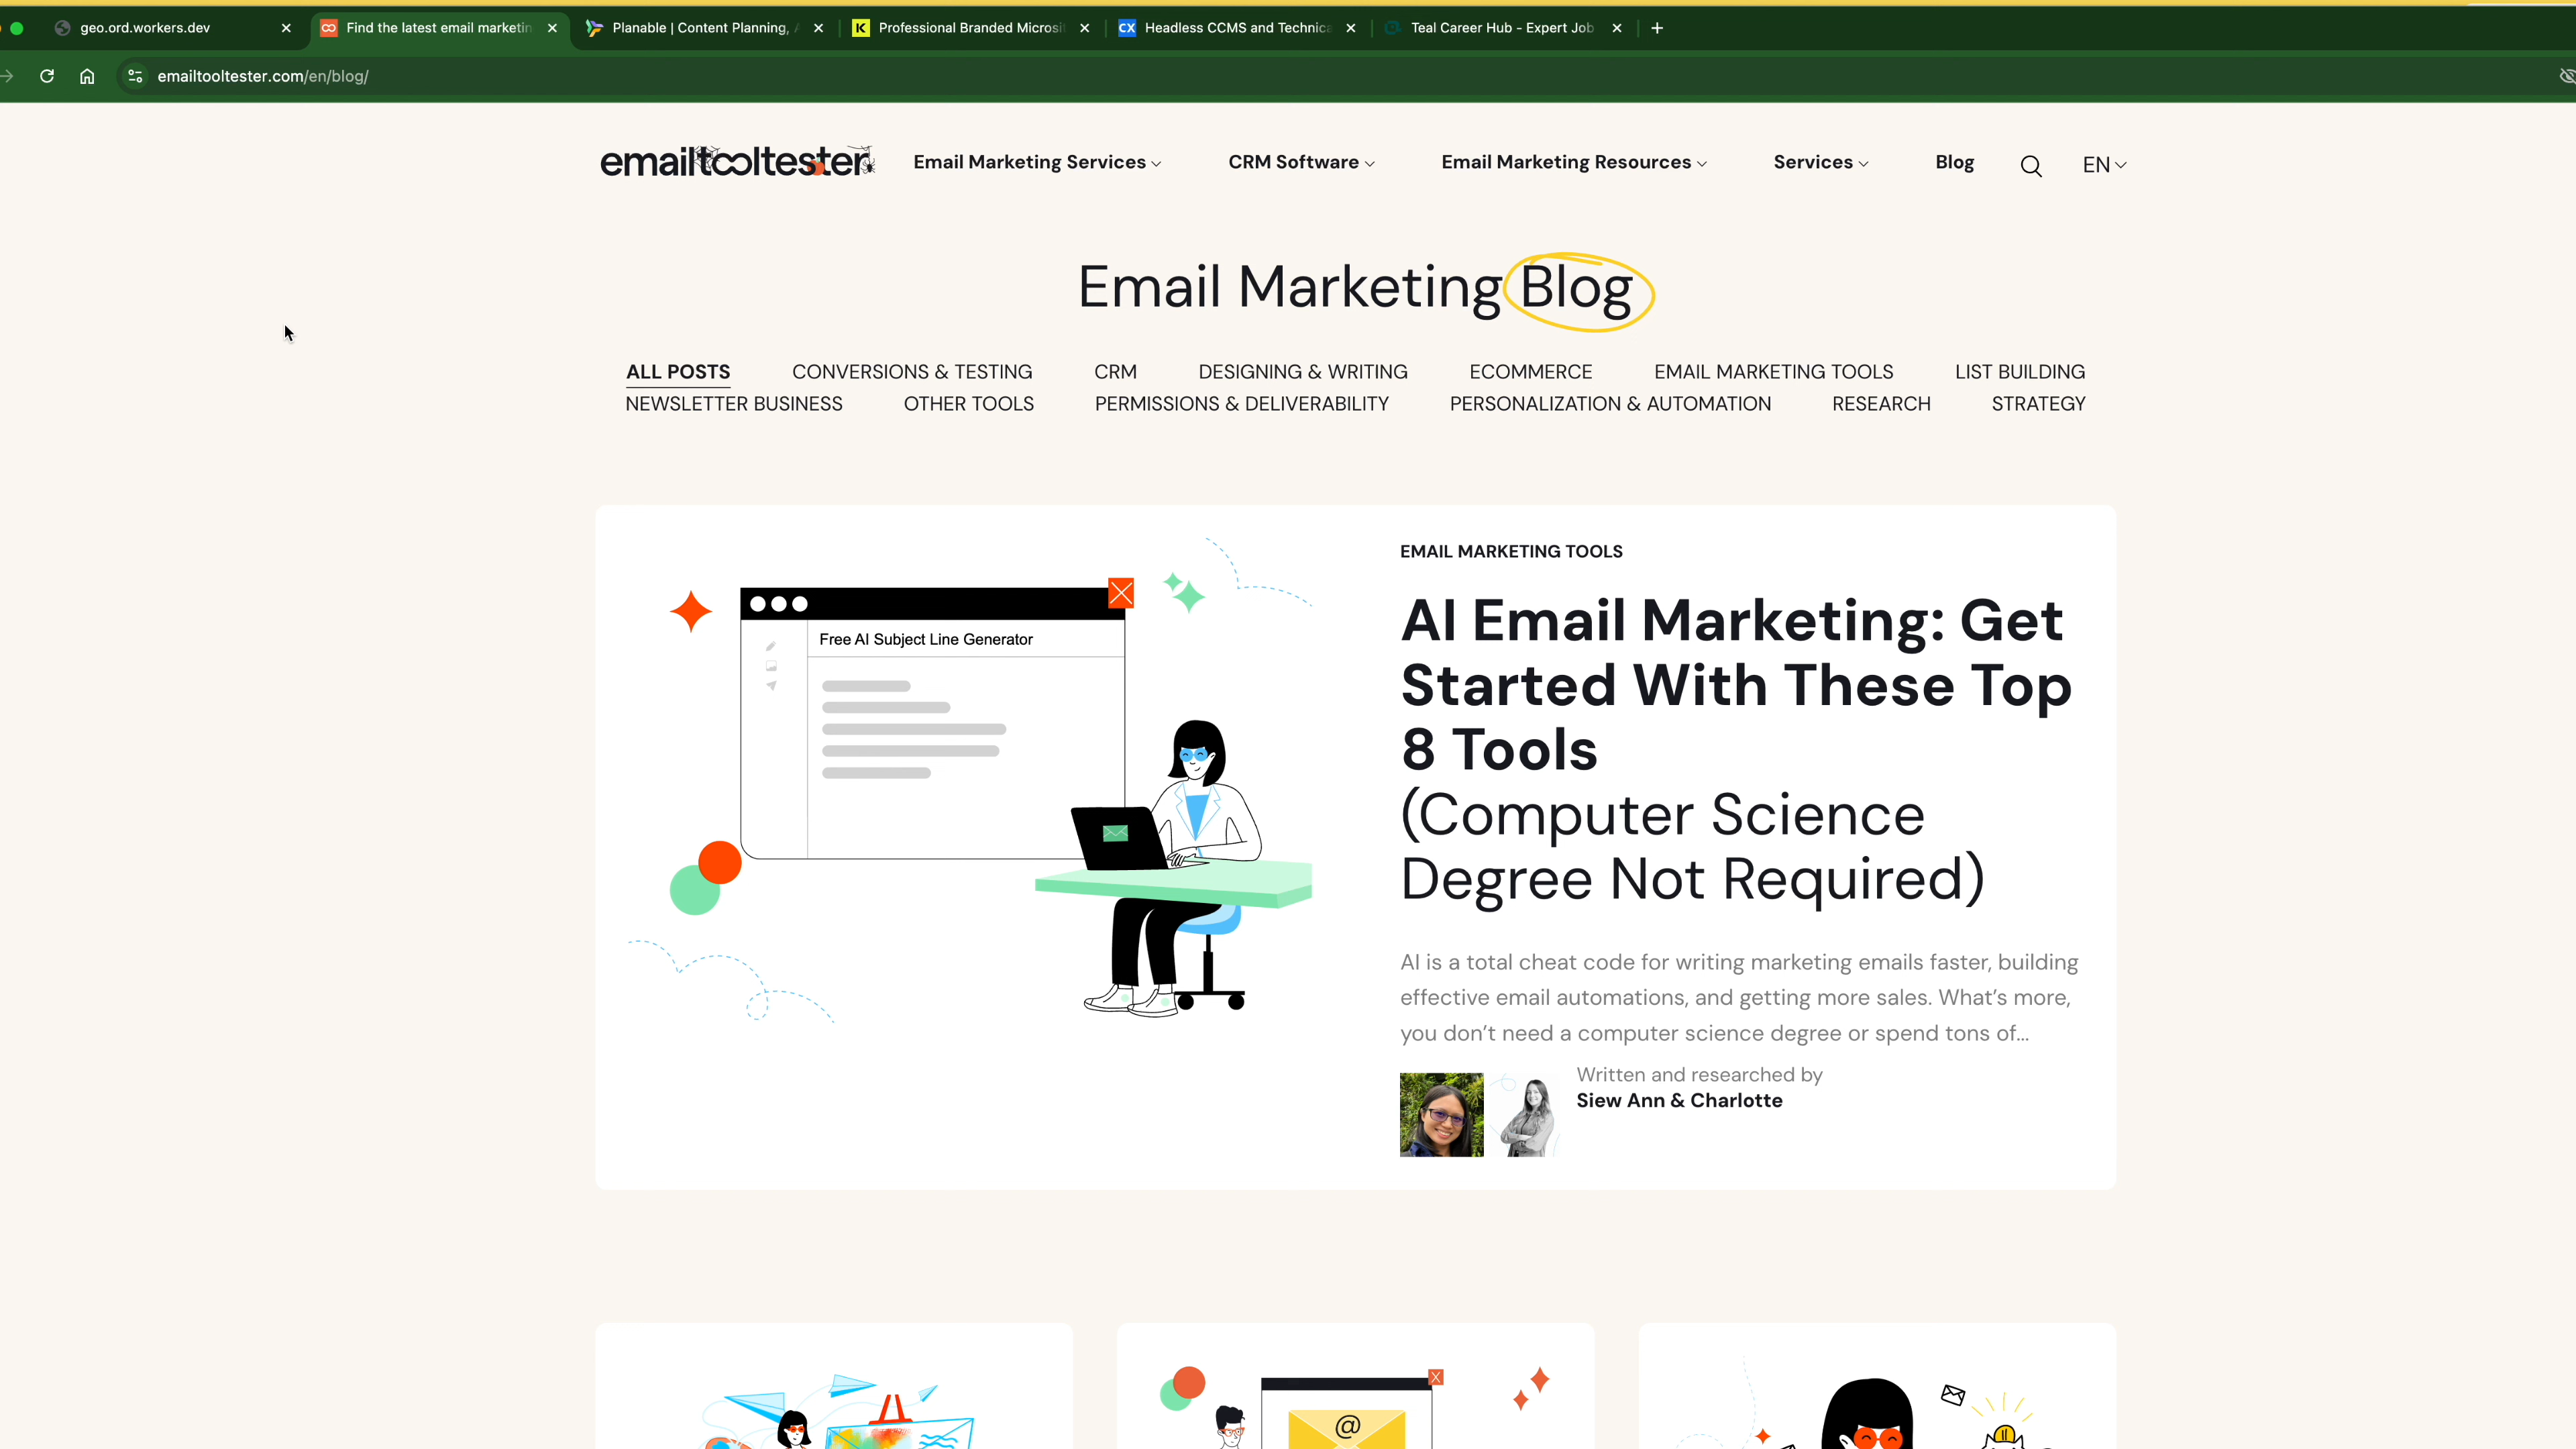 geo.ord.workers.dev
Find the latest email marketin
Planable | Content Planning, A
Professional Branded Microsit
Headless CCMS and Technica
Teal Career Hub - Expert Job
emailtooltester.com/en/blog/
emailtooltester
Email Marketing Services
CRM Software
Email Marketing Resources
Services
Blog
EN
Email Marketing Blog
ALL POSTS
CONVERSIONS & TESTING
CRM
DESIGNING & WRITING
ECOMMERCE
EMAIL MARKETING TOOLS
LIST BUILDING
NEWSLETTER BUSINESS
OTHER TOOLS
PERMISSIONS & DELIVERABILITY
PERSONALIZATION & AUTOMATION
RESEARCH
STRATEGY
Free AI Subject Line Generator
EMAIL MARKETING TOOLS
AI Email Marketing: Get
Started With These Top
8 Tools
(Computer Science
Degree Not Required)
AI is a total cheat code for writing marketing emails faster, building
effective email automations, and getting more sales. What's more,
you don't need a computer science degree or spend tons of...
Written and researched by
Siew Ann & Charlotte
@